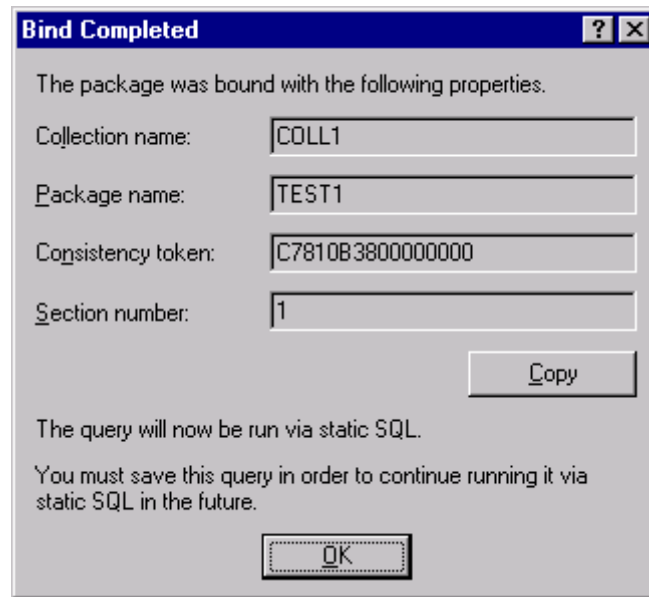 Bind Completed
The package was bound with the following properties.
Collection name: COLL1
Package name: TEST1
Consistency token: C7810B3800000000
Section number: 1
Copy
The query will now be run via static SQL.
You must save this query in order to continue running it via
static SQL in the future.
OK